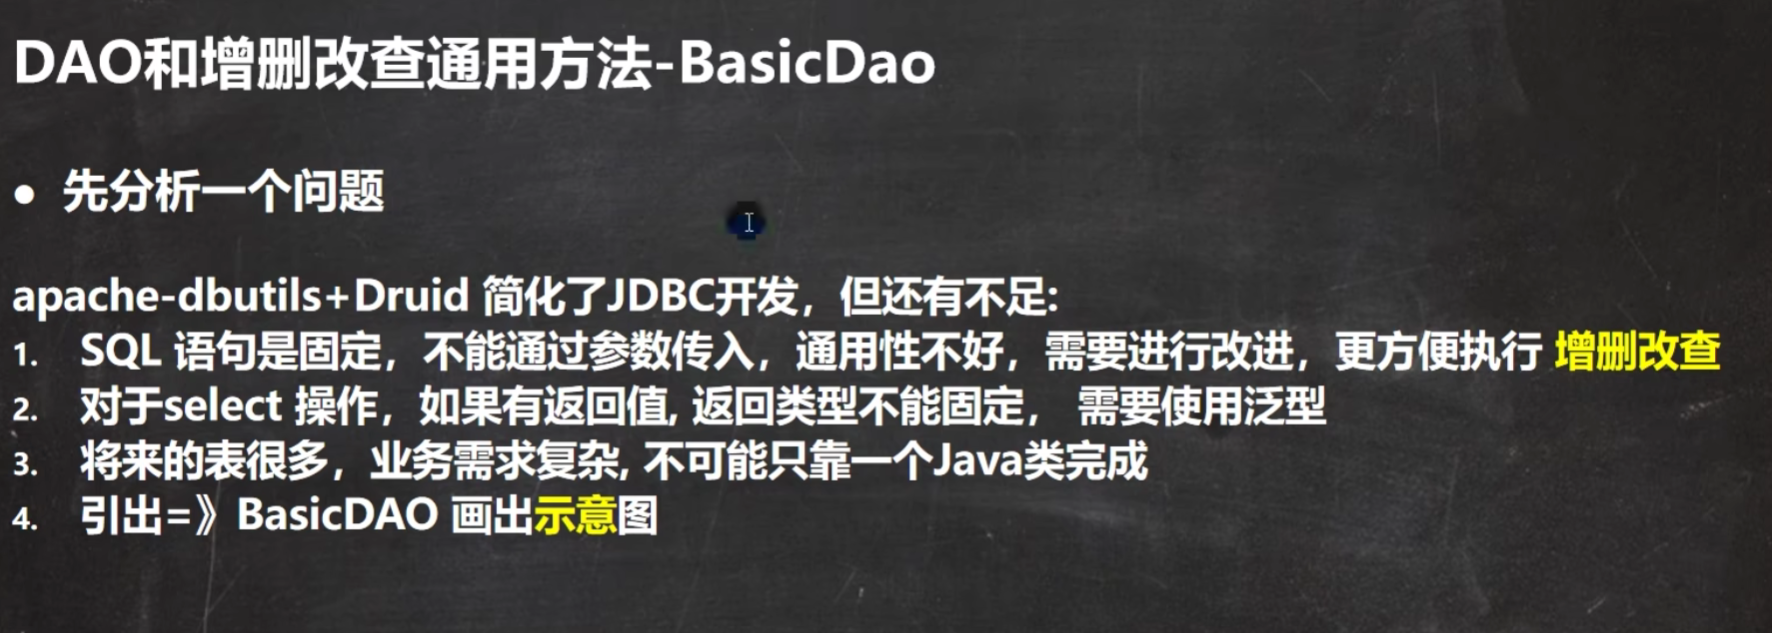 DAO和增删改查通用方法-BasicDao
● 先分析一个问题
apache-dbutils+Druid 简化了JDBC开发，但还有不足:
1. SQL 语句是固定，不能通过参数传入，通用性不好，需要进行改进，更方便执行 增删改查
2. 对于select 操作，如果有返回值, 返回类型不能固定， 需要使用泛型
3. 将来的表很多，业务需求复杂, 不可能只靠一个Java类完成
4. 引出=》BasicDAO 画出示意图